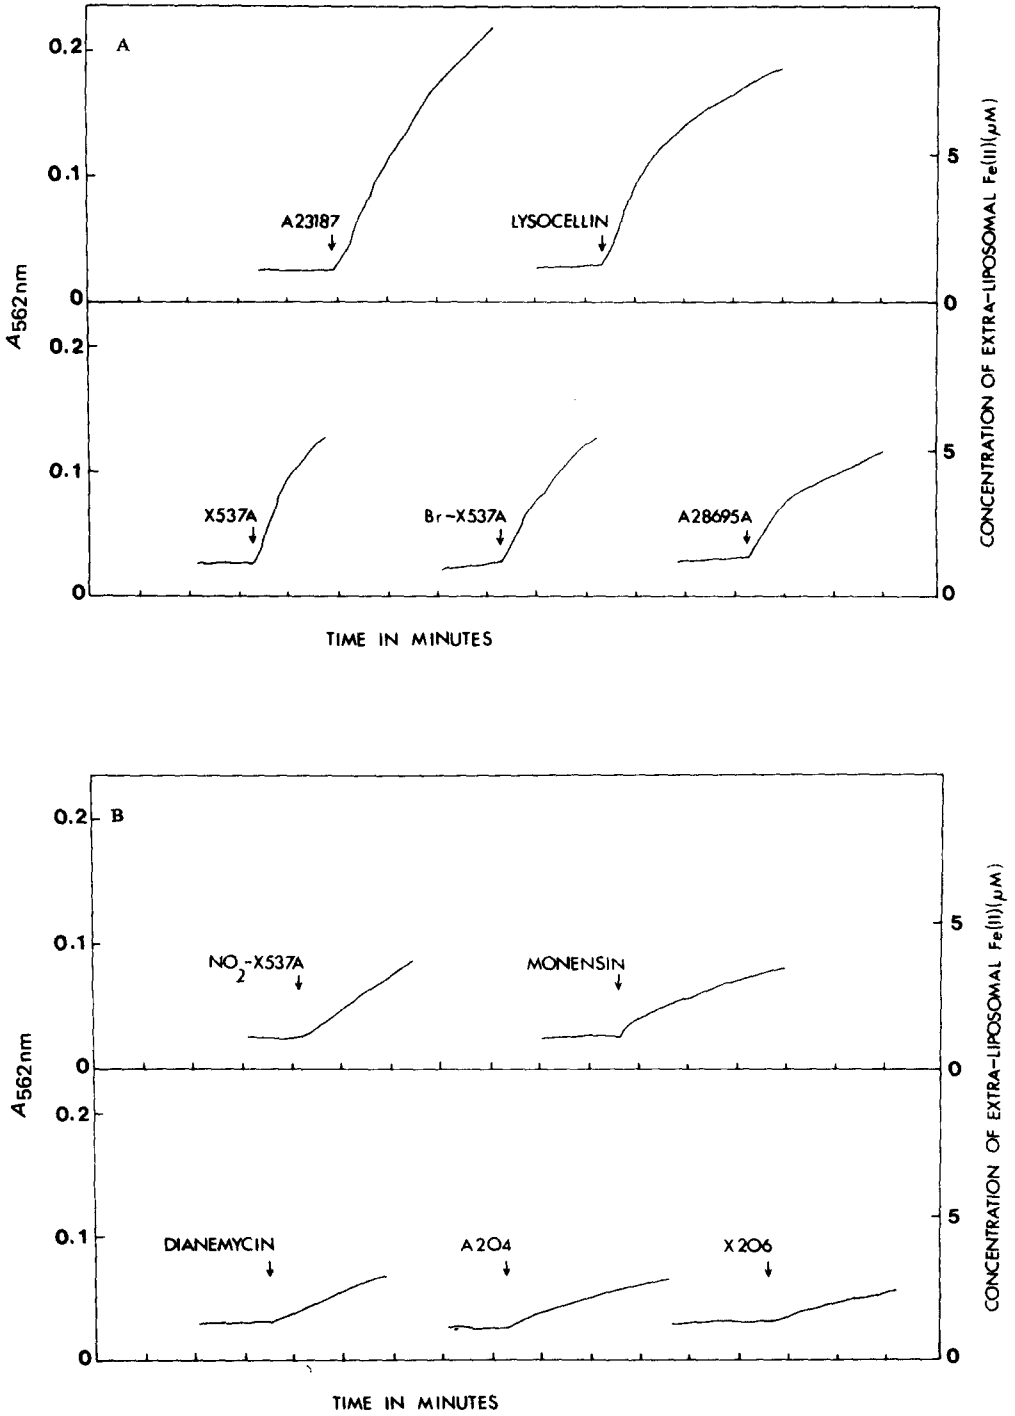 A
0.2
0.1
0
A23187
LYSOCELLIN
5
0
0.2
0.1
0
X537A
Br-X537A
A28695A
5
0
A562nm
CONCENTRATION OF EXTRA-LIPOSOMAL Fe(II)(µM)
TIME IN MINUTES
B
0.2
0.1
0
NO2-X537A
MONENSIN
5
0
0.2
0.1
0
DIANEMYCIN
A204
X206
5
0
A562nm
CONCENTRATION OF EXTRA-LIPOSOMAL Fe(II)(µM)
TIME IN MINUTES